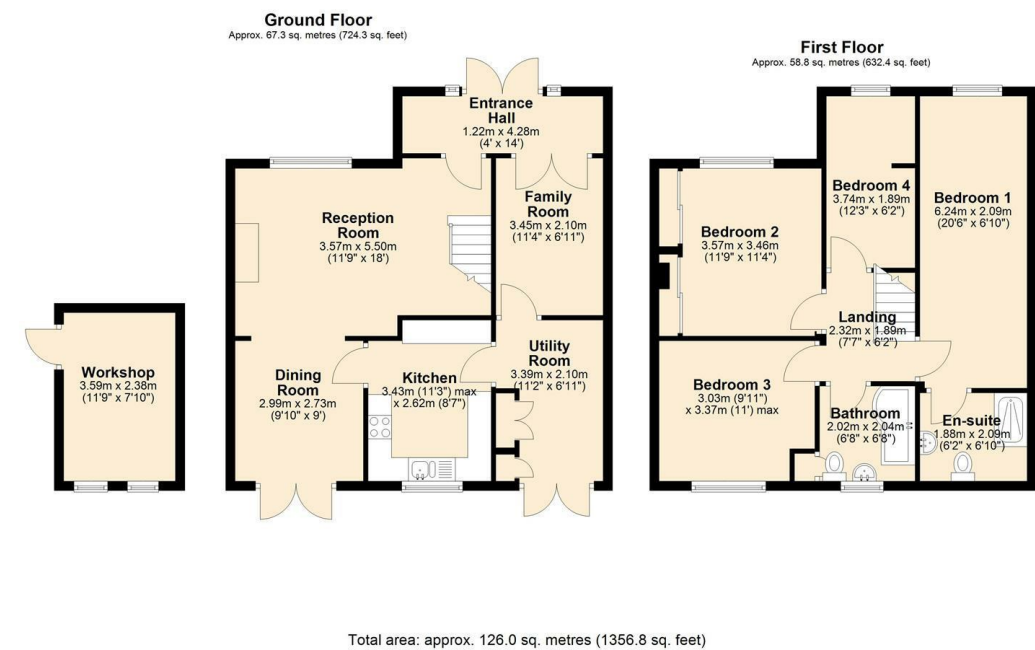 Ground Floor
Approx. 67.3 sq. metres (724.3 sq. feet)
First Floor
Approx. 58.8 sq. metres (632.4 sq. feet)
Entrance
Hall
1.22m x 4.28m
(4' x 14')
Reception
Room
3.57m x 5.50m
(11'9" x 18')
Family
Room
3.45m x 2.10m
(11'4" x 6'11")
Workshop
3.59m x 2.38m
(11'9" x 7'10")
Dining
Room
2.99m x 2.73m
(9'10" x 9')
Kitchen
3.43m (11'3") max
x 2.62m (8'7")
Utility
Room
3.39m x 2.10m
(11'2" x 6'11")
Bedroom 2
3.57m x 3.46m
(11'9" x 11'4")
Bedroom 4
3.74m x 1.89m
(12'3" x 6'2")
Bedroom 1
6.24m x 2.09m
(20'6" x 6'10")
Landing
2.32m x 1.89m
(7'7" x 6'2")
Bedroom 3
3.03m (9'11")
x 3.37m (11') max
Bathroom
2.02m x 2.04m
(6'8" x 6'8")
En-suite
1.88m x 2.09m
(6'2" x 6'10")
Total area: approx. 126.0 sq. metres (1356.8 sq. feet)